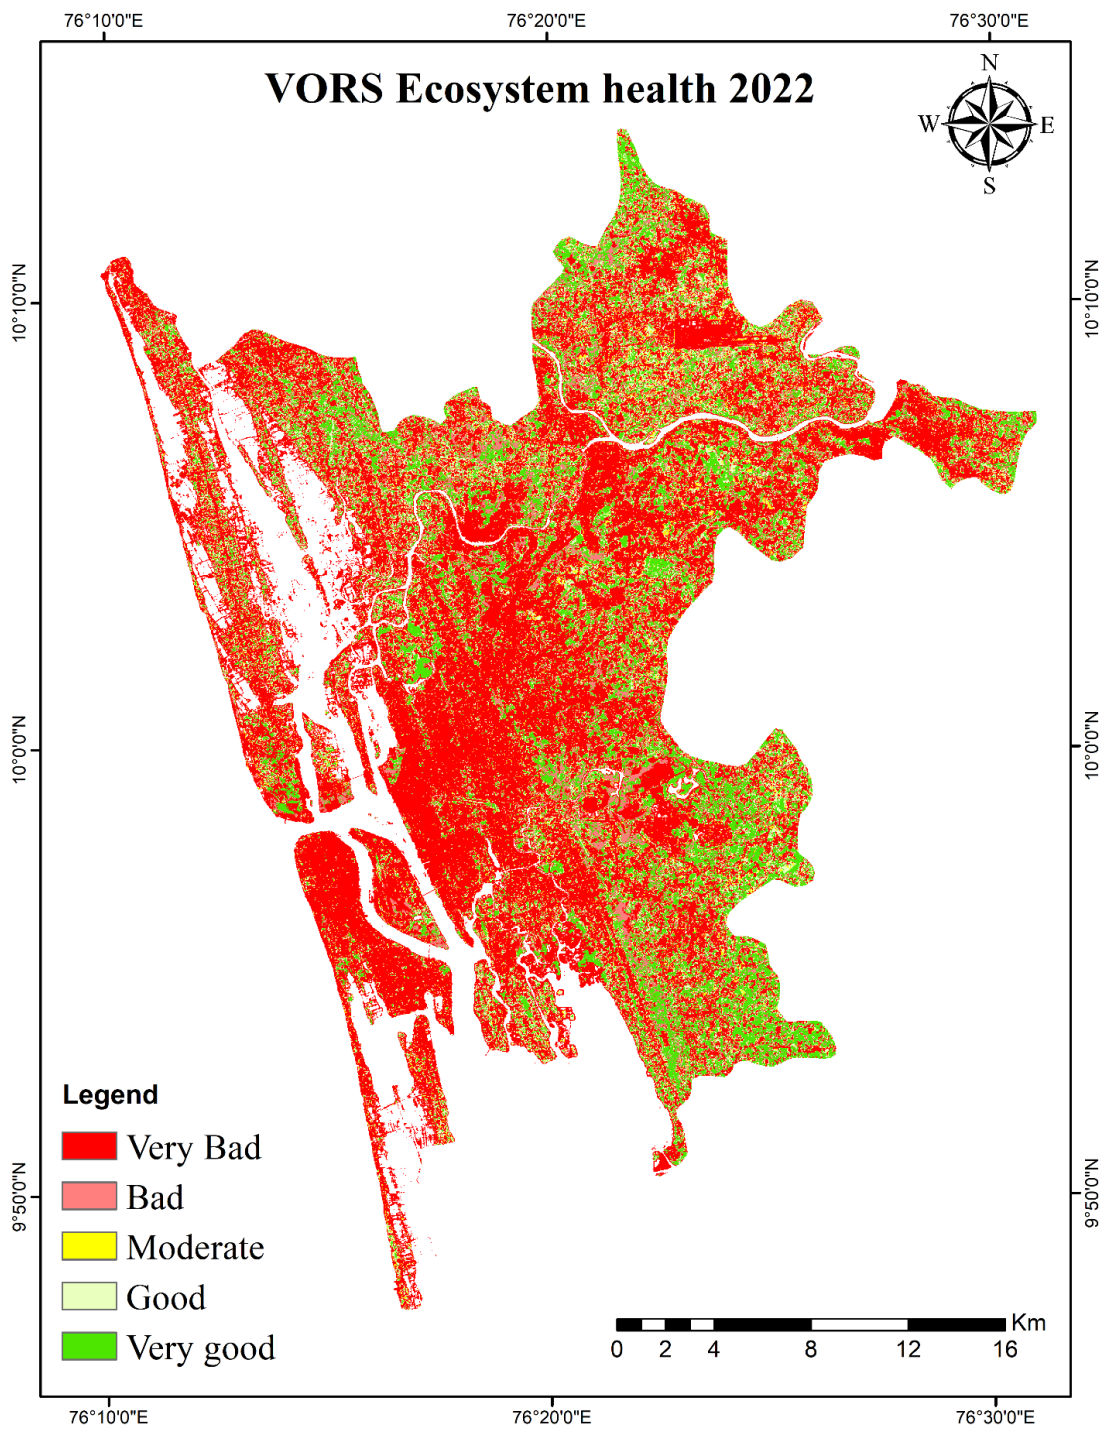 76°10'0"E 76°20'0"E 76°30'0"E
VORS Ecosystem health 2022
N
W E
S
10°10'0"N 10°10'0"N
10°0'0"N 10°0'0"N
9°50'0"N 9°50'0"N
Legend
Very Bad
Bad
Moderate
Good
Very good
Km
0 2 4 8 12 16
76°10'0"E 76°20'0"E 76°30'0"E